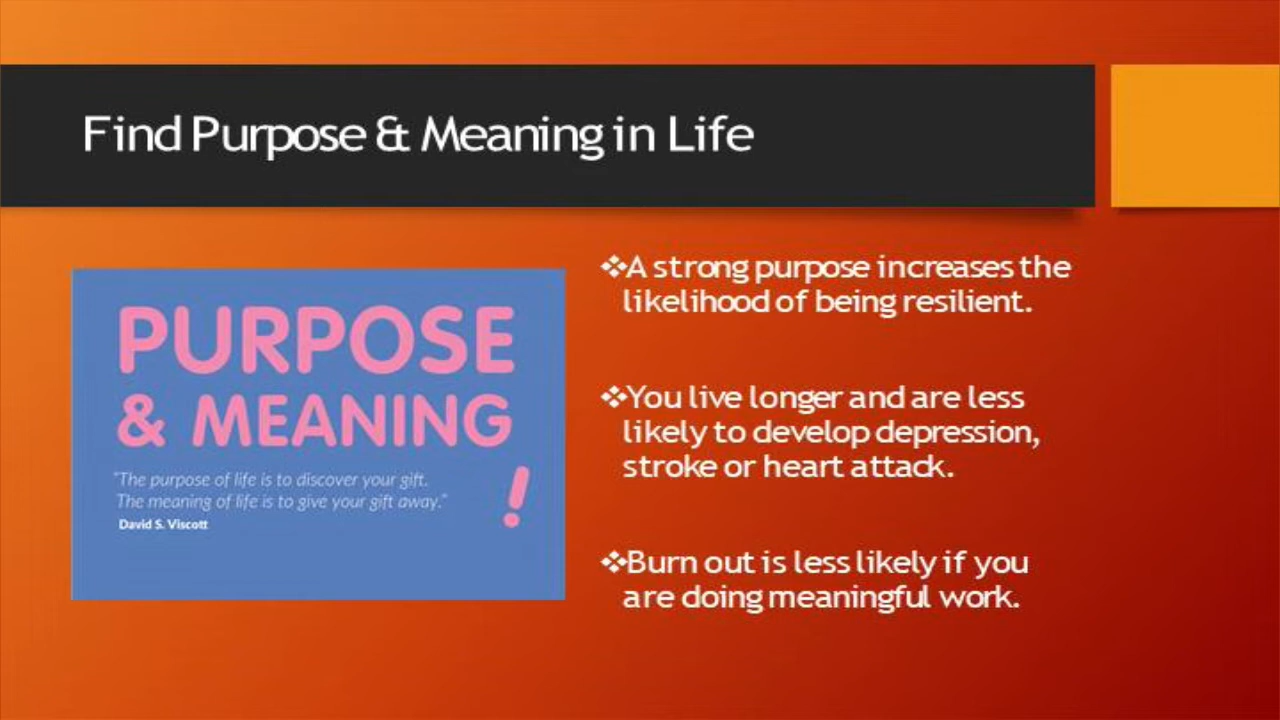 Find Purpose & Meaning in Life
PURPOSE
& MEANING
"The purpose of life is to discover your gift.
The meaning of life is to give your gift away."
David S. Viscott
!
❖A strong purpose increases the
likelihood of being resilient.
❖You live longer and are less
likely to develop depression,
stroke or heart attack.
❖Burn out is less likely if you
are doing meaningful work.